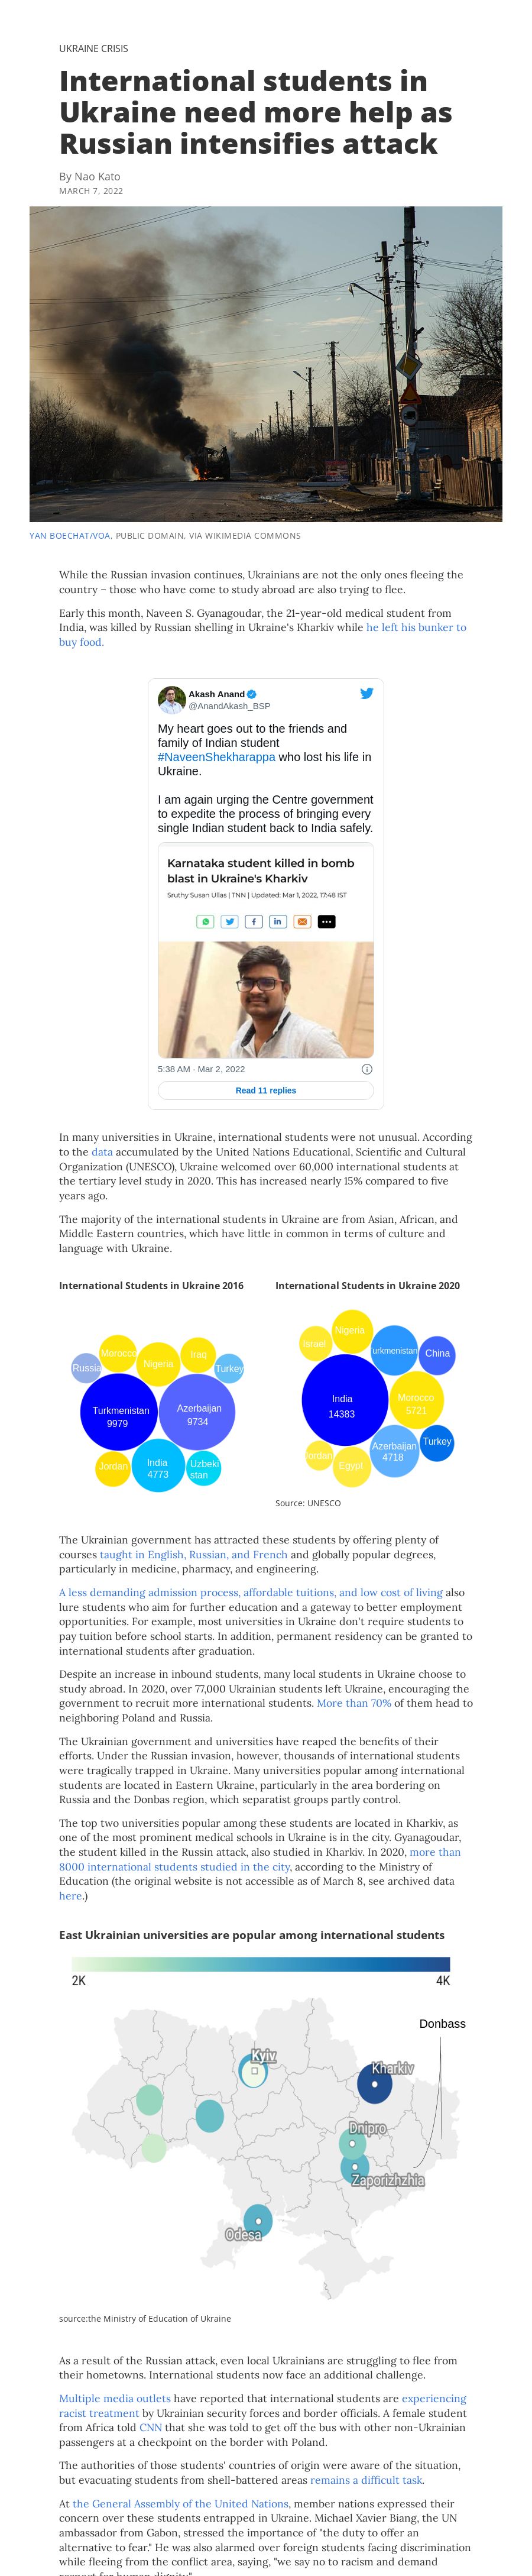 UKRAINE CRISIS
International students in
Ukraine need more help as
Russian intensifies attack
By Nao Kato
MARCH 7, 2022
YAN BOECHAT/VOA, PUBLIC DOMAIN, VIA WIKIMEDIA COMMONS
While the Russian invasion continues, Ukrainians are not the only ones fleeing the
country – those who have come to study abroad are also trying to flee.
Early this month, Naveen S. Gyanagoudar, the 21-year-old medical student from
India, was killed by Russian shelling in Ukraine's Kharkiv while he left his bunker to
buy food.
Akash Anand
@AnandAkash_BSP
My heart goes out to the friends and
family of Indian student
#NaveenShekharappa who lost his life in
Ukraine.
I am again urging the Centre government
to expedite the process of bringing every
single Indian student back to India safely.
Karnataka student killed in bomb
blast in Ukraine's Kharkiv
Sruthy Susan Ullas | TNN | Updated: Mar 1, 2022, 17:48 IST
5:38 AM · Mar 2, 2022
Read 11 replies
In many universities in Ukraine, international students were not unusual. According
to the data accumulated by the United Nations Educational, Scientific and Cultural
Organization (UNESCO), Ukraine welcomed over 60,000 international students at
the tertiary level study in 2020. This has increased nearly 15% compared to five
years ago.
The majority of the international students in Ukraine are from Asian, African, and
Middle Eastern countries, which have little in common in terms of culture and
language with Ukraine.
International Students in Ukraine 2016
Morocco
Nigeria
Iraq
Russia
Turkey
Turkmenistan
9979
Azerbaijan
9734
Jordan
India
4773
Uzbeki
stan
International Students in Ukraine 2020
Nigeria
Israel
Turkmenistan
China
India
14383
Morocco
5721
Jordan
Egypt
Azerbaijan
4718
Turkey
Source: UNESCO
The Ukrainian government has attracted these students by offering plenty of
courses taught in English, Russian, and French and globally popular degrees,
particularly in medicine, pharmacy, and engineering.
A less demanding admission process, affordable tuitions, and low cost of living also
lure students who aim for further education and a gateway to better employment
opportunities. For example, most universities in Ukraine don't require students to
pay tuition before school starts. In addition, permanent residency can be granted to
international students after graduation.
Despite an increase in inbound students, many local students in Ukraine choose to
study abroad. In 2020, over 77,000 Ukrainian students left Ukraine, encouraging the
government to recruit more international students. More than 70% of them head to
neighboring Poland and Russia.
The Ukrainian government and universities have reaped the benefits of their
efforts. Under the Russian invasion, however, thousands of international students
were tragically trapped in Ukraine. Many universities popular among international
students are located in Eastern Ukraine, particularly in the area bordering on
Russia and the Donbas region, which separatist groups partly control.
The top two universities popular among these students are located in Kharkiv, as
one of the most prominent medical schools in Ukraine is in the city. Gyanagoudar,
the student killed in the Russin attack, also studied in Kharkiv. In 2020, more than
8000 international students studied in the city, according to the Ministry of
Education (the original website is not accessible as of March 8, see archived data
here.)
East Ukrainian universities are popular among international students
2K
4K
Donbass
Kyiv
Kharkiv
Dnipro
Zaporizhzhia
Odesa
source:the Ministry of Education of Ukraine
As a result of the Russian attack, even local Ukrainians are struggling to flee from
their hometowns. International students now face an additional challenge.
Multiple media outlets have reported that international students are experiencing
racist treatment by Ukrainian security forces and border officials. A female student
from Africa told CNN that she was told to get off the bus with other non-Ukrainian
passengers at a checkpoint on the border with Poland.
The authorities of those students' countries of origin were aware of the situation,
but evacuating students from shell-battered areas remains a difficult task.
At the General Assembly of the United Nations, member nations expressed their
concern over these students entrapped in Ukraine. Michael Xavier Biang, the UN
ambassador from Gabon, stressed the importance of "the duty to offer an
alternative to fear." He was also alarmed over foreign students facing discrimination
while fleeing from the conflict area, saying, "we say no to racism and demand